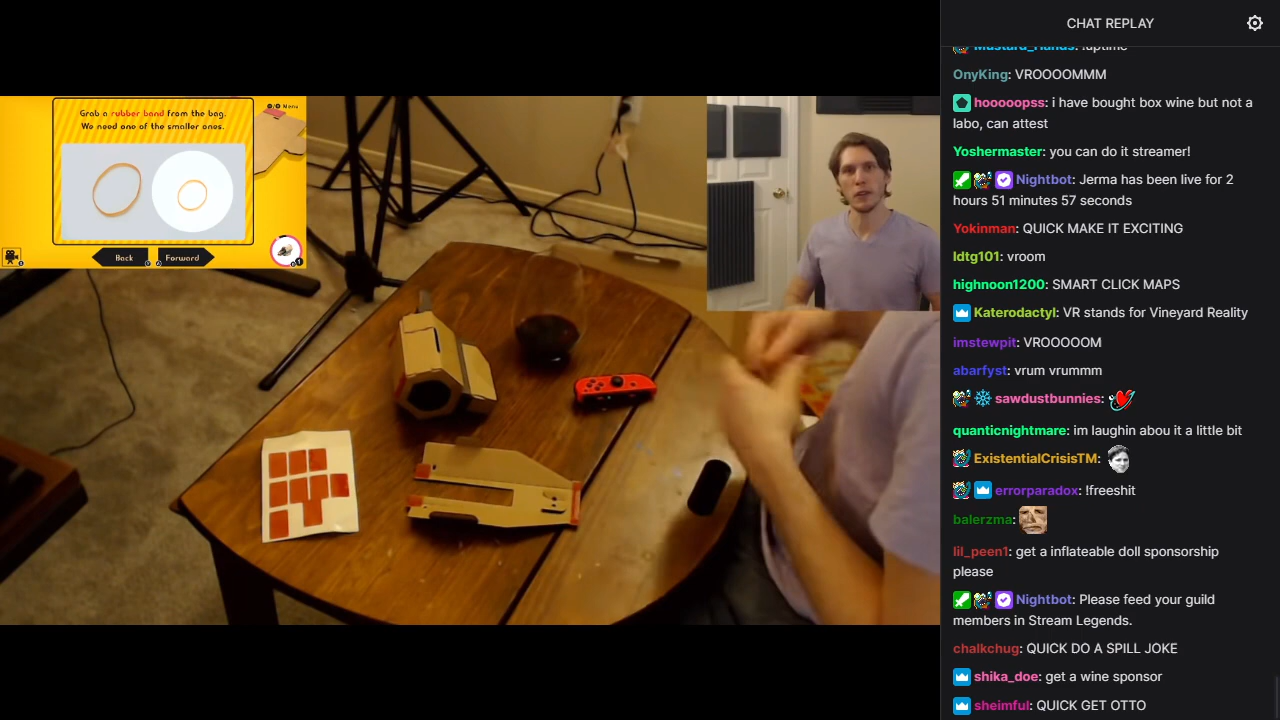 Grab a rubber band from the bag.
We need one of the smaller ones.
Menu
Back
Forward
CHAT REPLAY
Mustard_Hands: !uptime
OnyKing: VROOOOMMM
hooooopss: i have bought box wine but not a
labo, can attest
Yoshermaster: you can do it streamer!
Nightbot: Jerma has been live for 2
hours 51 minutes 57 seconds
Yokinman: QUICK MAKE IT EXCITING
ldtg101: vroom
highnoon1200: SMART CLICK MAPS
Katerodactyl: VR stands for Vineyard Reality
imstewpit: VROOOOOM
abarfyst: vrum vrummm
sawdustbunnies:
quanticnightmare: im laughin abou it a little bit
ExistentialCrisisTM:
errorparadox: !freeshit
balerzma:
lil_peen1: get a inflateable doll sponsorship
please
Nightbot: Please feed your guild
members in Stream Legends.
chalkchug: QUICK DO A SPILL JOKE
shika_doe: get a wine sponsor
sheimful: QUICK GET OTTO